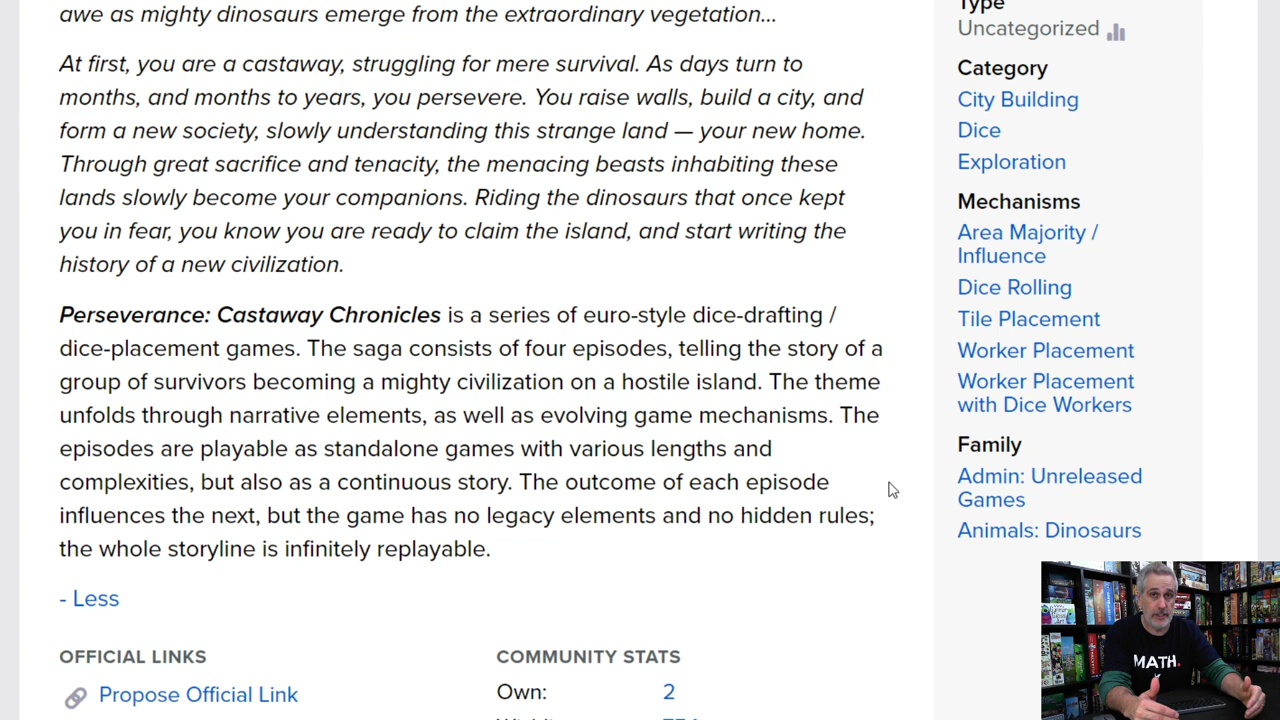 awe as mighty dinosaurs emerge from the extraordinary vegetation...
At first, you are a castaway, struggling for mere survival. As days turn to
months, and months to years, you persevere. You raise walls, build a city, and
form a new society, slowly understanding this strange land — your new home.
Through great sacrifice and tenacity, the menacing beasts inhabiting these
lands slowly become your companions. Riding the dinosaurs that once kept
you in fear, you know you are ready to claim the island, and start writing the
history of a new civilization.
Perseverance: Castaway Chronicles is a series of euro-style dice-drafting /
dice-placement games. The saga consists of four episodes, telling the story of a
group of survivors becoming a mighty civilization on a hostile island. The theme
unfolds through narrative elements, as well as evolving game mechanisms. The
episodes are playable as standalone games with various lengths and
complexities, but also as a continuous story. The outcome of each episode
influences the next, but the game has no legacy elements and no hidden rules;
the whole storyline is infinitely replayable.
- Less
OFFICIAL LINKS
Propose Official Link
COMMUNITY STATS
Own: 2
Type
Uncategorized
Category
City Building
Dice
Exploration
Mechanisms
Area Majority /
Influence
Dice Rolling
Tile Placement
Worker Placement
Worker Placement
with Dice Workers
Family
Admin: Unreleased
Games
Animals: Dinosaurs
MATH.